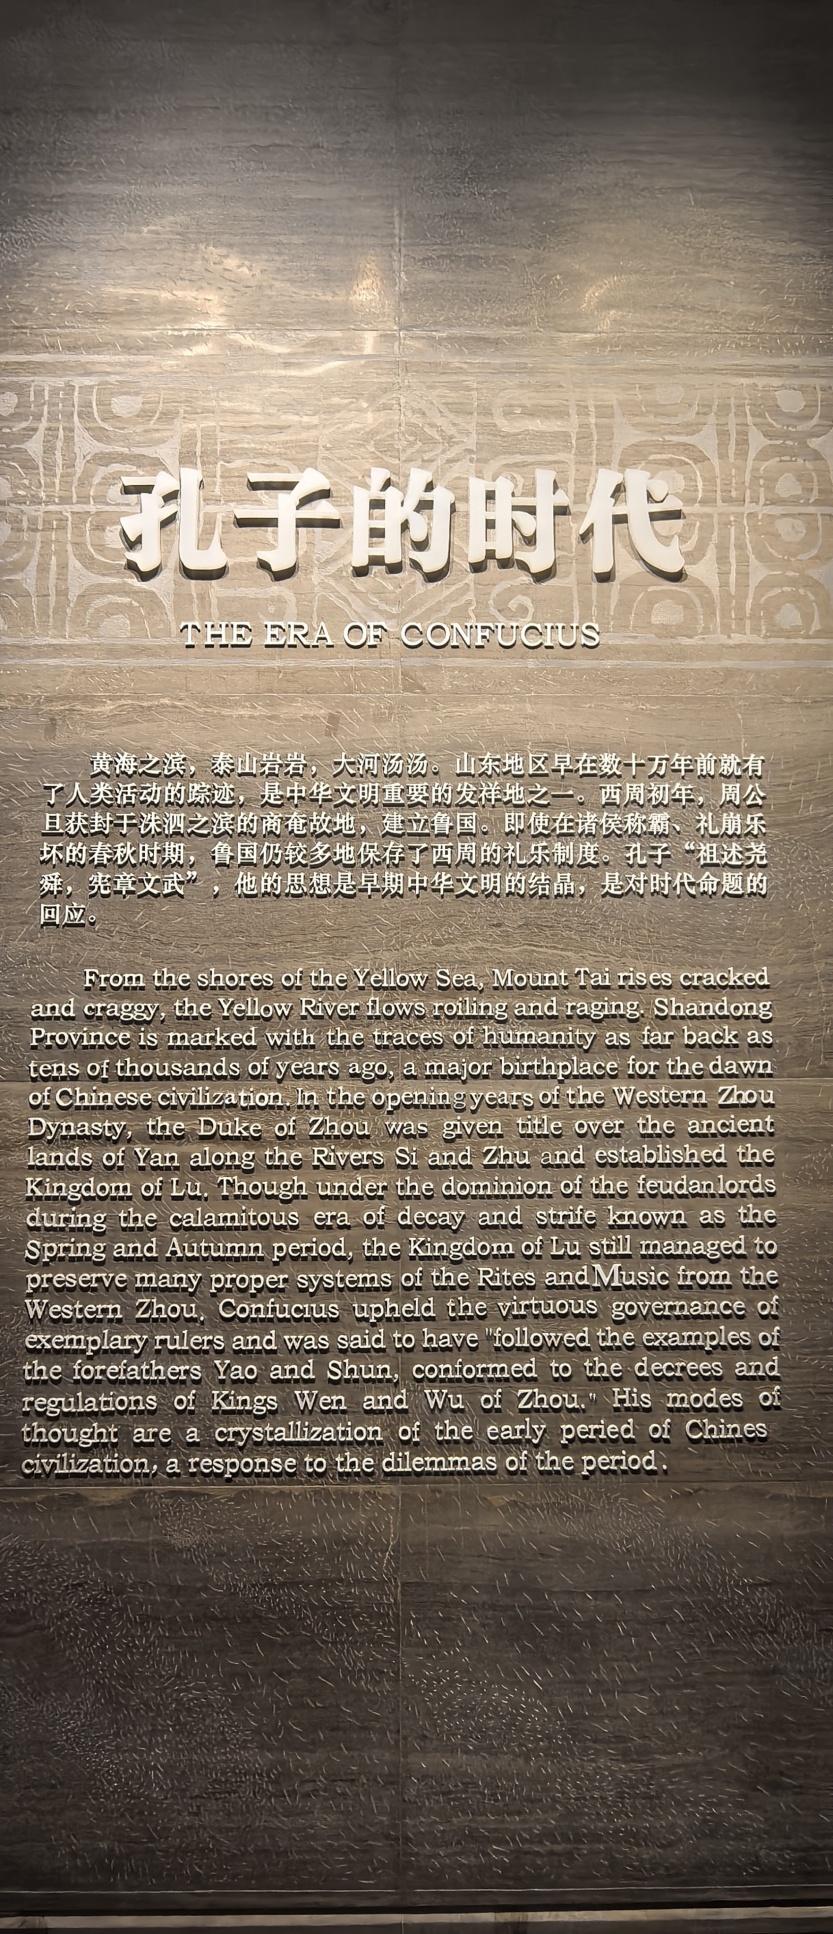 孔子的时代
THE ERA OF CONFUCIUS
黄海之滨，泰山岩岩，大河汤汤。山东地区早在数十万年前就有
了人类活动的踪迹，是中华文明重要的发祥地之一。西周初年，周公
旦获封于洙泗之滨的商奄故地，建立鲁国。即使在诸侯称霸、礼崩乐
坏的春秋时期，鲁国仍较多地保存了西周的礼乐制度。孔子“祖述尧
舜，宪章文武”，他的思想是早期中华文明的结晶，是对时代命题的
回应。
From the shores of the Yellow Sea, Mount Tai rises cracked
and craggy, the Yellow River flows roiling and raging. Shandong
Province is marked with the traces of humanity as far back as
tens of thousands of years ago, a major birthplace for the dawn
of Chinese civilization. In the opening years of the Western Zhou
Dynasty, the Duke of Zhou was given title over the ancient
lands of Yan along the Rivers Si and Zhu and established the
Kingdom of Lu. Though under the dominion of the feudanlords
during the calamitous era of decay and strife known as the
Spring and Autumn period, the Kingdom of Lu still managed to
preserve many proper systems of the Rites and Music from the
Western Zhou. Confucius upheld the virtuous governance of
exemplary rulers and was said to have "followed the examples of
the forefathers Yao and Shun, conformed to the decrees and
regulations of Kings Wen and Wu of Zhou." His modes of
thought are a crystallization of the early peried of Chines
civilization, a response to the dilemmas of the period.